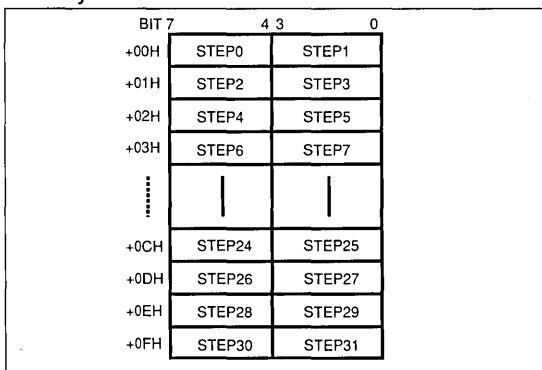 BIT 7 4 3 0
+00H STEP0 STEP1
+01H STEP2 STEP3
+02H STEP4 STEP5
+03H STEP6 STEP7
+0CH STEP24 STEP25
+0DH STEP26 STEP27
+0EH STEP28 STEP29
+0FH STEP30 STEP31